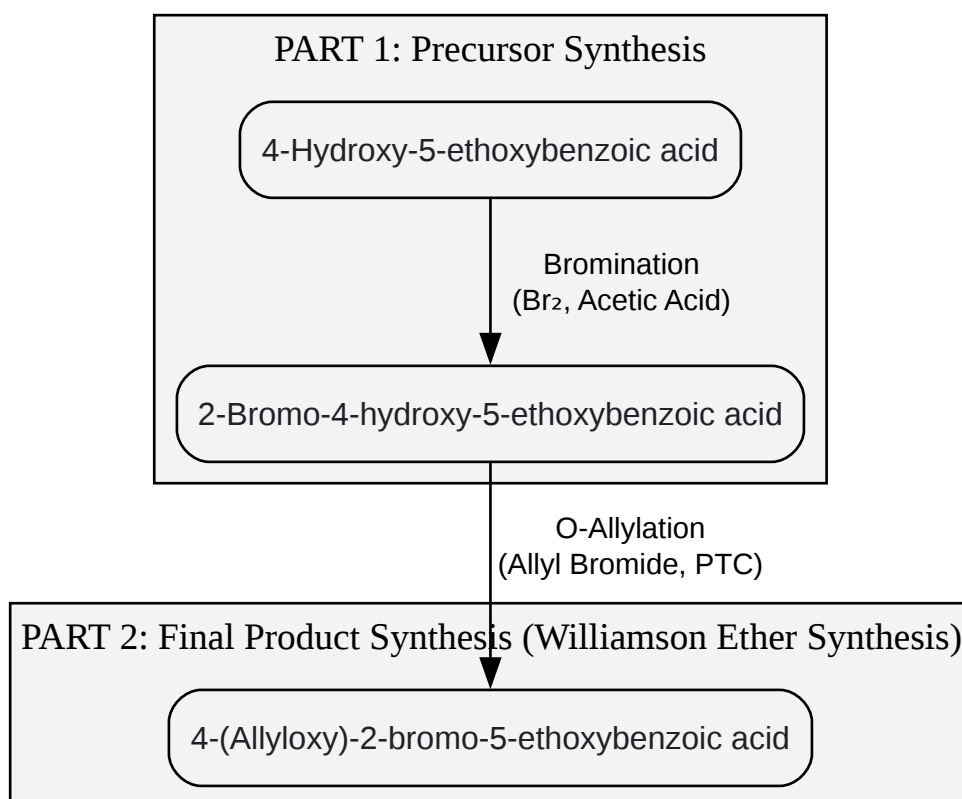 PART 1: Precursor Synthesis
4-Hydroxy-5-ethoxybenzoic acid
Bromination
(Br₂, Acetic Acid)
2-Bromo-4-hydroxy-5-ethoxybenzoic acid
O-Allylation
(Allyl Bromide, PTC)
PART 2: Final Product Synthesis (Williamson Ether Synthesis)
4-(Allyloxy)-2-bromo-5-ethoxybenzoic acid